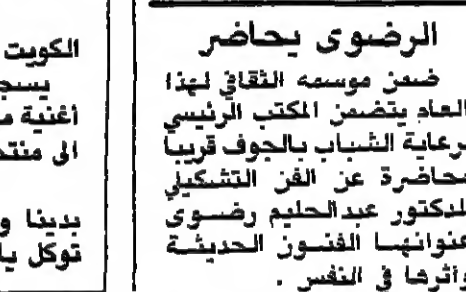 الرضوى يحاضر
ضمن موسمه الثقافي لهذا
العام يتضمن المكتب الرئيسي
لرعاية الشباب بالجوف قريبا
محاضرة عن الفن التشكيلي
للدكتور عبدالحليم رضوى
عنوانها الفنون الحديثة
وأثرها في النفس .
الكويت
يسج
أغنية م
الى منتد
بدينا و
توكل يا